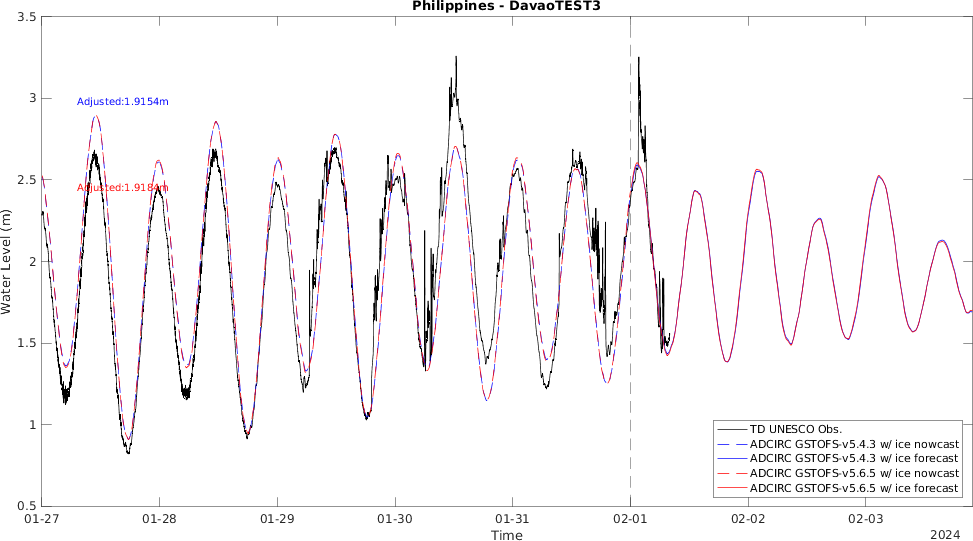 Philippines - DavaoTEST3
3.5
3
2.5
2
1.5
1
0.5
Water Level (m)
Adjusted:1.9154m
Adjusted:1.9184m
TD UNESCO Obs.
ADCIRC GSTOFS-v5.4.3 w/ ice nowcast
ADCIRC GSTOFS-v5.4.3 w/ ice forecast
ADCIRC GSTOFS-v5.6.5 w/ ice nowcast
ADCIRC GSTOFS-v5.6.5 w/ ice forecast
01-27 01-28 01-29 01-30 01-31 02-01 02-02 02-03
Time
2024